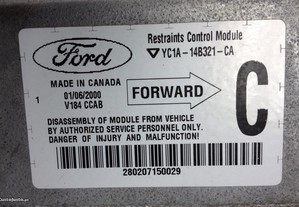 Ford
Restraints Control Module
YC1A-14B321-CA
MADE IN CANADA
01/06/2000
V184 CCAB
1
FORWARD
C
DISASSEMBLY OF MODULE FROM VEHICLE
BY AUTHORIZED SERVICE PERSONNEL ONLY.
DANGER OF INJURY AND MALFUNCTION!
280207150029